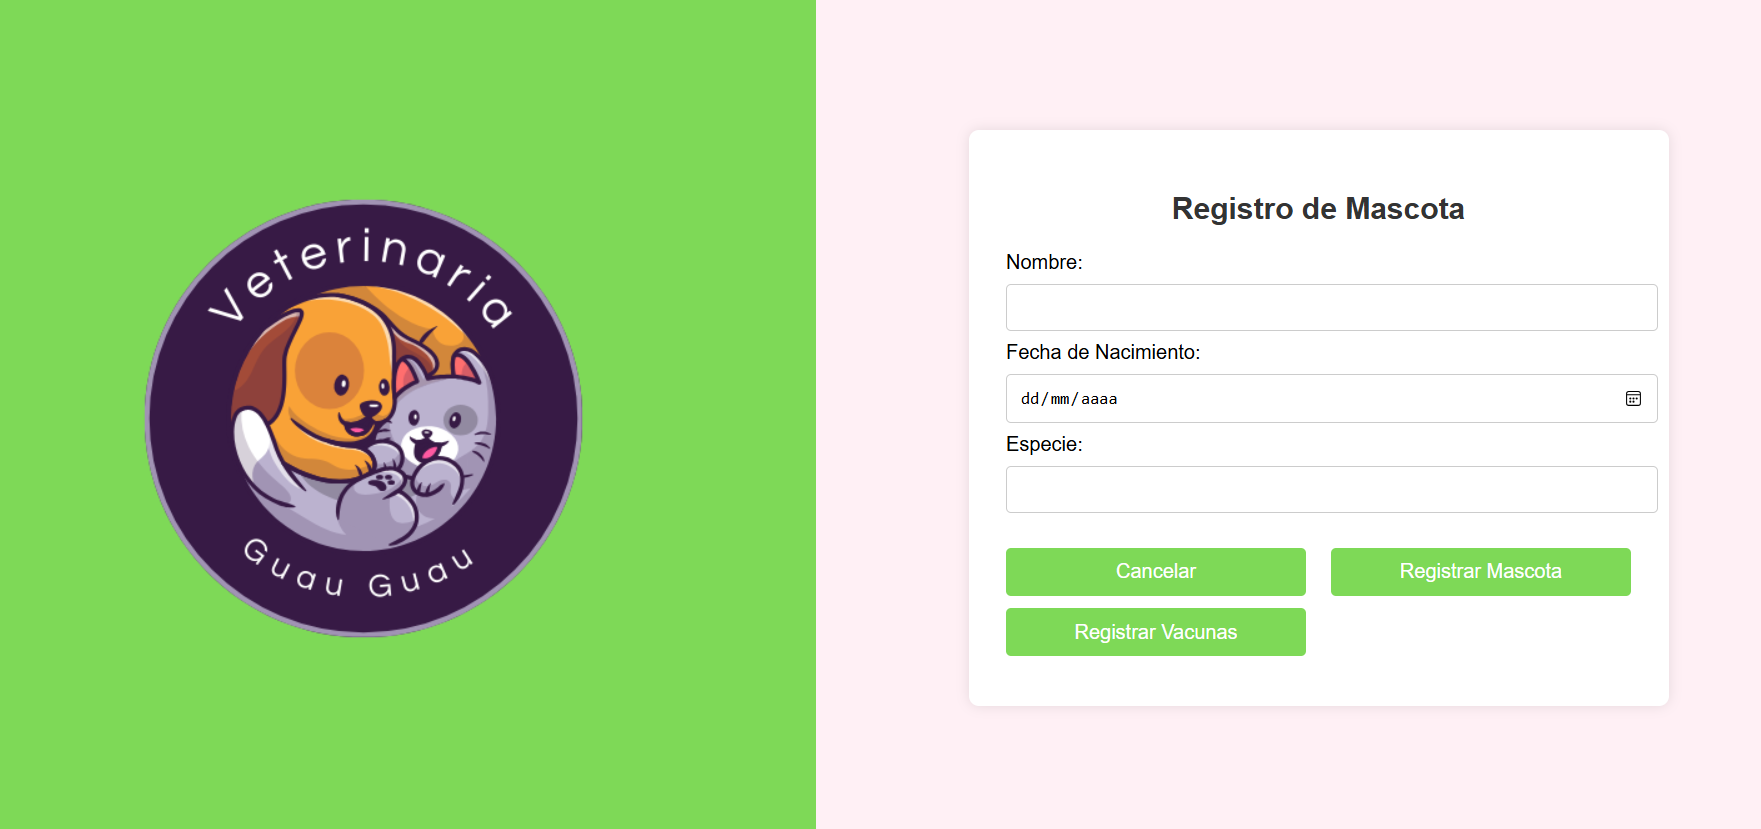 Veterinaria
Guau Guau
Registro de Mascota
Nombre:
Fecha de Nacimiento:
dd/mm/aaaa
Especie:
Cancelar
Registrar Mascota
Registrar Vacunas